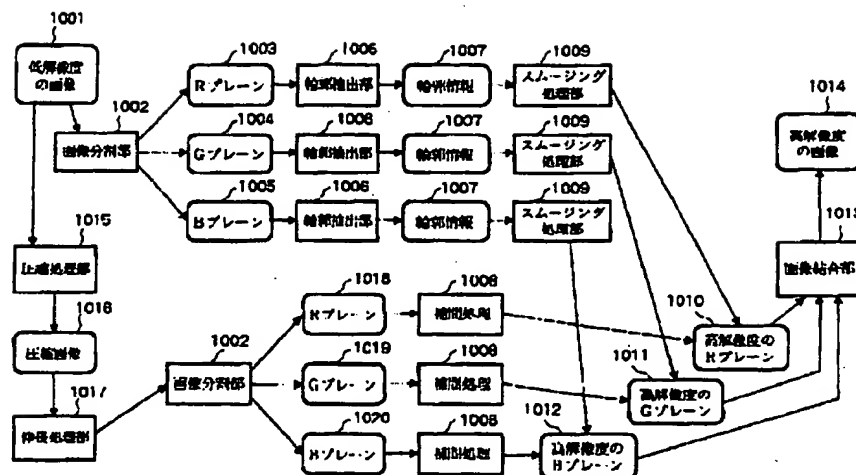 1001
低解像度
の画像
1002
画像分割部
1003
Rプレーン
1006
輪郭抽出部
1007
輪郭情報
1009
スムージング
処理部
1004
Gプレーン
1006
輪郭抽出部
1007
輪郭情報
1009
スムージング
処理部
1005
Bプレーン
1006
輪郭抽出部
1007
輪郭情報
1009
スムージング
処理部
1014
高解像度
の画像
1013
画像結合部
1015
圧縮処理部
1016
圧縮画像
1017
伸長処理部
1002
画像分割部
1018
Rプレーン
1008
補間処理
1019
Gプレーン
1008
補間処理
1020
Bプレーン
1008
補間処理
1010
高解像度の
Rプレーン
1011
高解像度の
Gプレーン
1012
高解像度の
Bプレーン